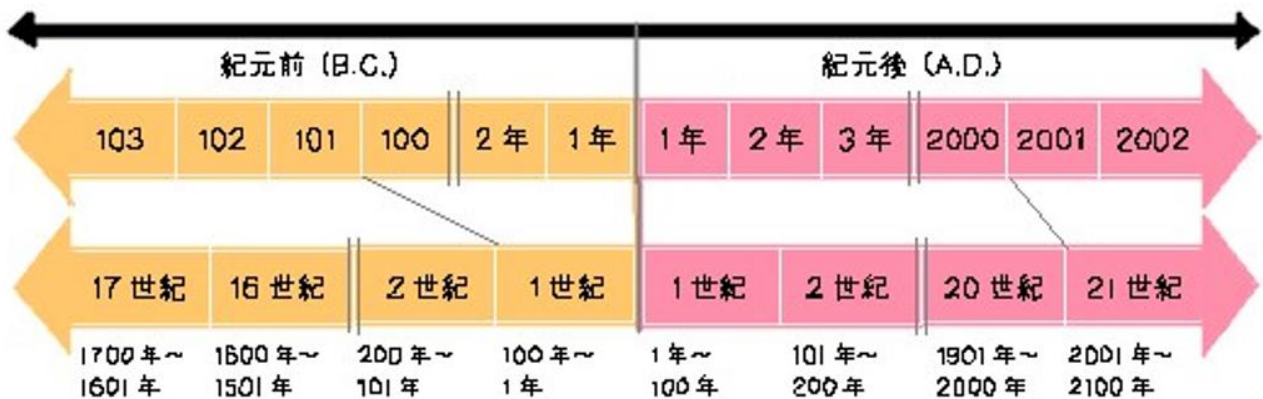 紀元前 (B.C.) 紀元後 (A.D.)
103 102 101 100 2年 1年 1年 2年 3年 2000 2001 2002
17世紀 16世紀 2世紀 1世紀 1世紀 2世紀 20世紀 21世紀
1700年~ 1600年~ 200年~ 100年~ 1年~ 101年~ 1901年~ 2001年~
1601年 1501年 101年 1年 100年 200年 2000年 2100年